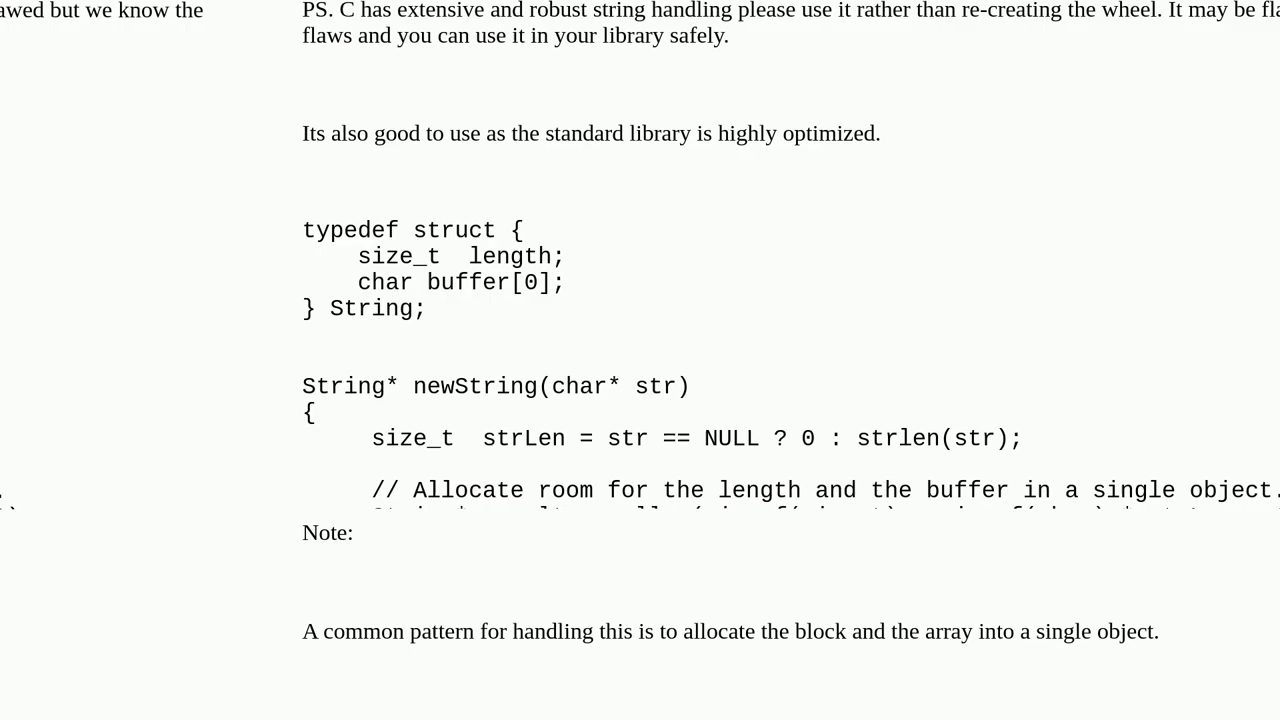 awed but we know the
PS. C has extensive and robust string handling please use it rather than re-creating the wheel. It may be fla
flaws and you can use it in your library safely.
Its also good to use as the standard library is highly optimized.
typedef struct {
    size_t  length;
    char buffer[0];
} String;
String* newString(char* str)
{
     size_t  strLen = str == NULL ? 0 : strlen(str);
     // Allocate room for the length and the buffer in a single object.
Note:
A common pattern for handling this is to allocate the block and the array into a single object.